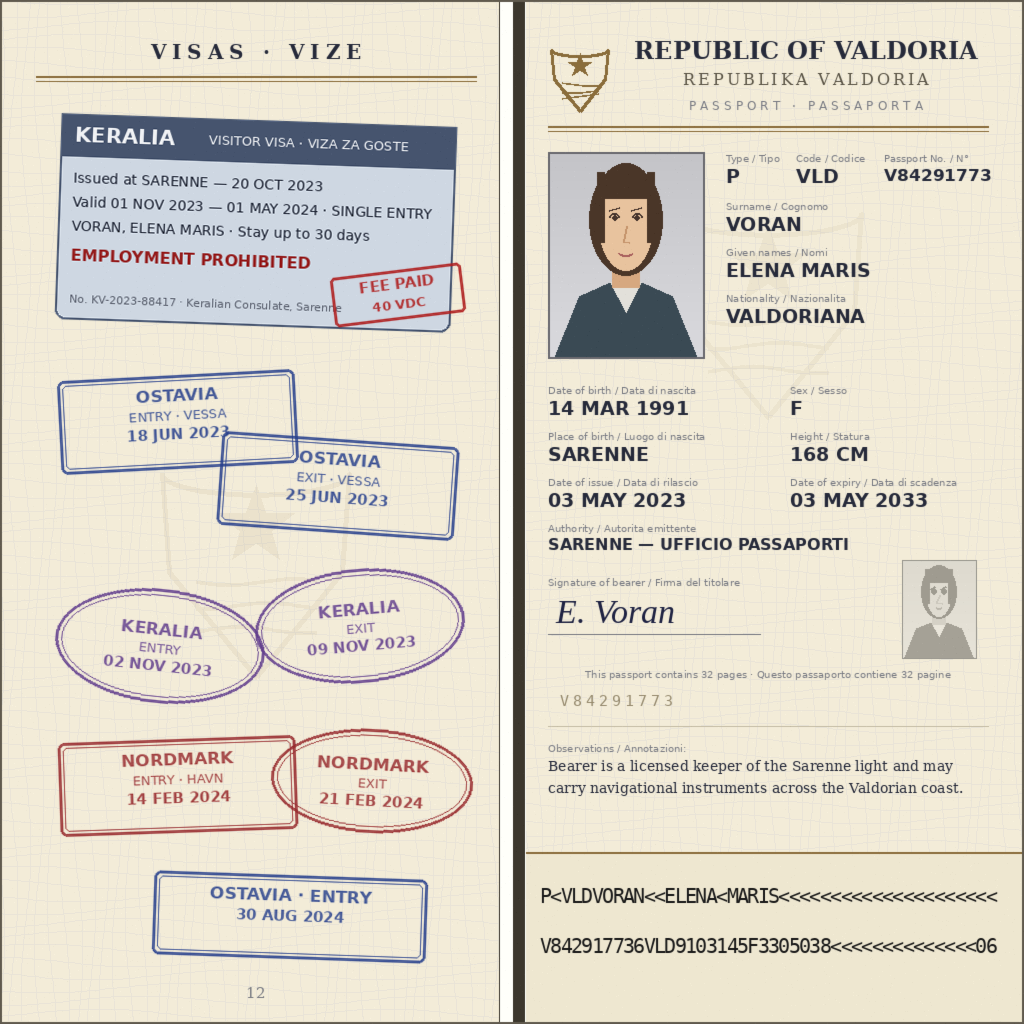 VISAS · VIZE
KERALIA VISITOR VISA · VIZA ZA GOSTE
Issued at SARENNE — 20 OCT 2023
Valid 01 NOV 2023 — 01 MAY 2024 · SINGLE ENTRY
VORAN, ELENA MARIS · Stay up to 30 days
EMPLOYMENT PROHIBITED
No. KV-2023-88417 · Keralian Consulate, Sarenne
FEE PAID
40 VDC
OSTAVIA
ENTRY · VESSA
18 JUN 2023
OSTAVIA
EXIT · VESSA
25 JUN 2023
KERALIA
ENTRY
02 NOV 2023
KERALIA
EXIT
09 NOV 2023
NORDMARK
ENTRY · HAVN
14 FEB 2024
NORDMARK
EXIT
21 FEB 2024
OSTAVIA · ENTRY
30 AUG 2024
12
REPUBLIC OF VALDORIA
REPUBLIKA VALDORIA
PASSPORT · PASSAPORTA
Type / Tipo Code / Codice Passport No. / N°
P VLD V84291773
Surname / Cognomo
VORAN
Given names / Nomi
ELENA MARIS
Nationality / Nazionalita
VALDORIANA
Date of birth / Data di nascita Sex / Sesso
14 MAR 1991 F
Place of birth / Luogo di nascita Height / Statura
SARENNE 168 CM
Date of issue / Data di rilascio Date of expiry / Data di scadenza
03 MAY 2023 03 MAY 2033
Authority / Autorita emittente
SARENNE — UFFICIO PASSAPORTI
Signature of bearer / Firma del titolare
E. Voran
This passport contains 32 pages · Questo passaporto contiene 32 pagine
V84291773
Observations / Annotazioni:
Bearer is a licensed keeper of the Sarenne light and may
carry navigational instruments across the Valdorian coast.
P<VLDVORAN<<ELENA<MARIS<<<<<<<<<<<<<<<<<<<<<
V842917736VLD9103145F3305038<<<<<<<<<<<<<<06